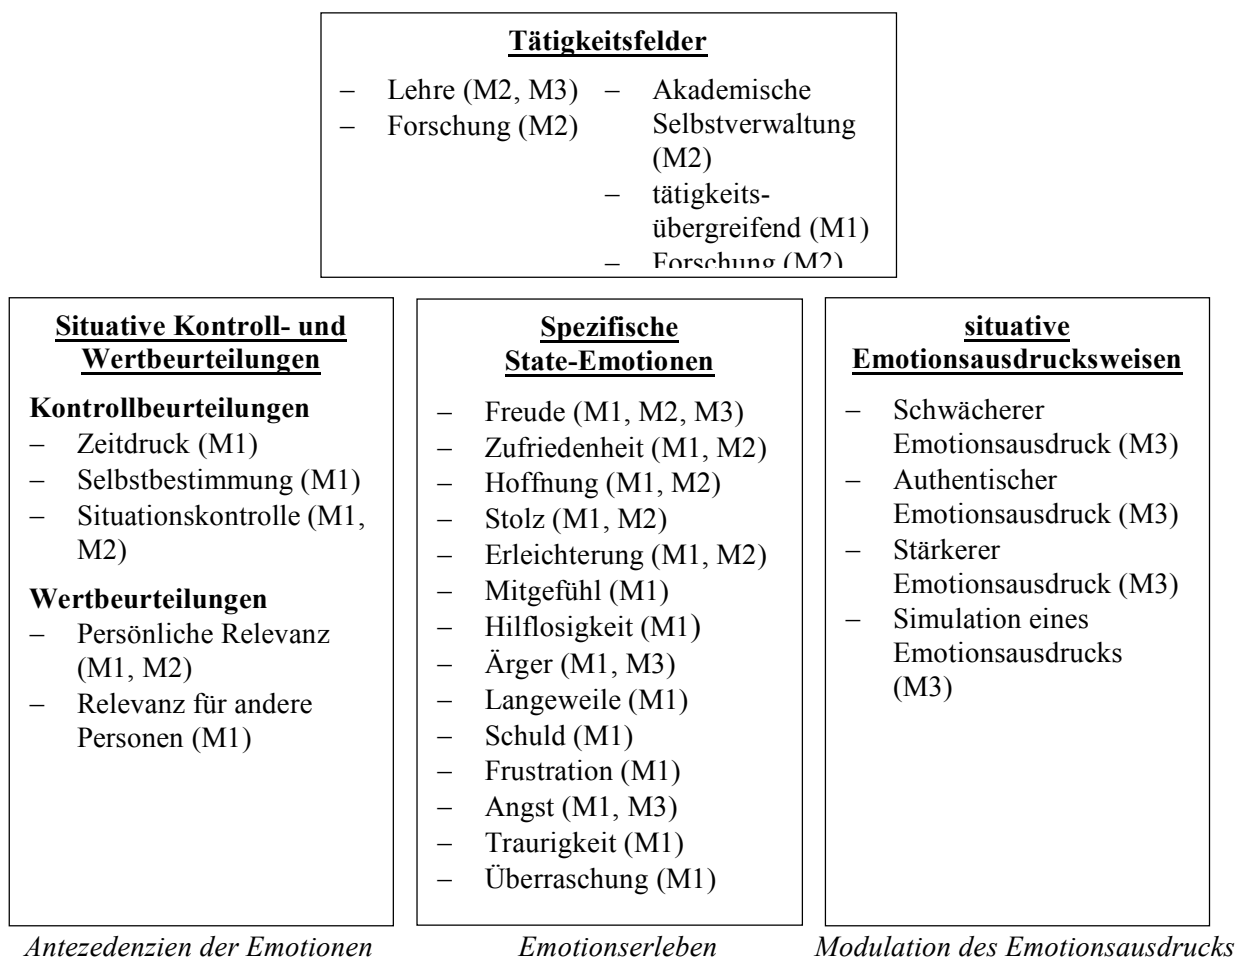 Tätigkeitsfelder
– Lehre (M2, M3)
– Forschung (M2)
– Akademische
Selbstverwaltung
(M2)
– tätigkeits-
übergreifend (M1)
– Forschung (M2)
Situative Kontroll- und
Wertbeurteilungen
Kontrollbeurteilungen
– Zeitdruck (M1)
– Selbstbestimmung (M1)
– Situationskontrolle (M1,
M2)
Wertbeurteilungen
– Persönliche Relevanz
(M1, M2)
– Relevanz für andere
Personen (M1)
Antezedenzien der Emotionen
Spezifische
State-Emotionen
– Freude (M1, M2, M3)
– Zufriedenheit (M1, M2)
– Hoffnung (M1, M2)
– Stolz (M1, M2)
– Erleichterung (M1, M2)
– Mitgefühl (M1)
– Hilflosigkeit (M1)
– Ärger (M1, M3)
– Langeweile (M1)
– Schuld (M1)
– Frustration (M1)
– Angst (M1, M3)
– Traurigkeit (M1)
– Überraschung (M1)
Emotionserleben
situative
Emotionsausdrucksweisen
– Schwächerer
Emotionsausdruck (M3)
– Authentischer
Emotionsausdruck (M3)
– Stärkerer
Emotionsausdruck (M3)
– Simulation eines
Emotionsausdrucks
(M3)
Modulation des Emotionsausdrucks